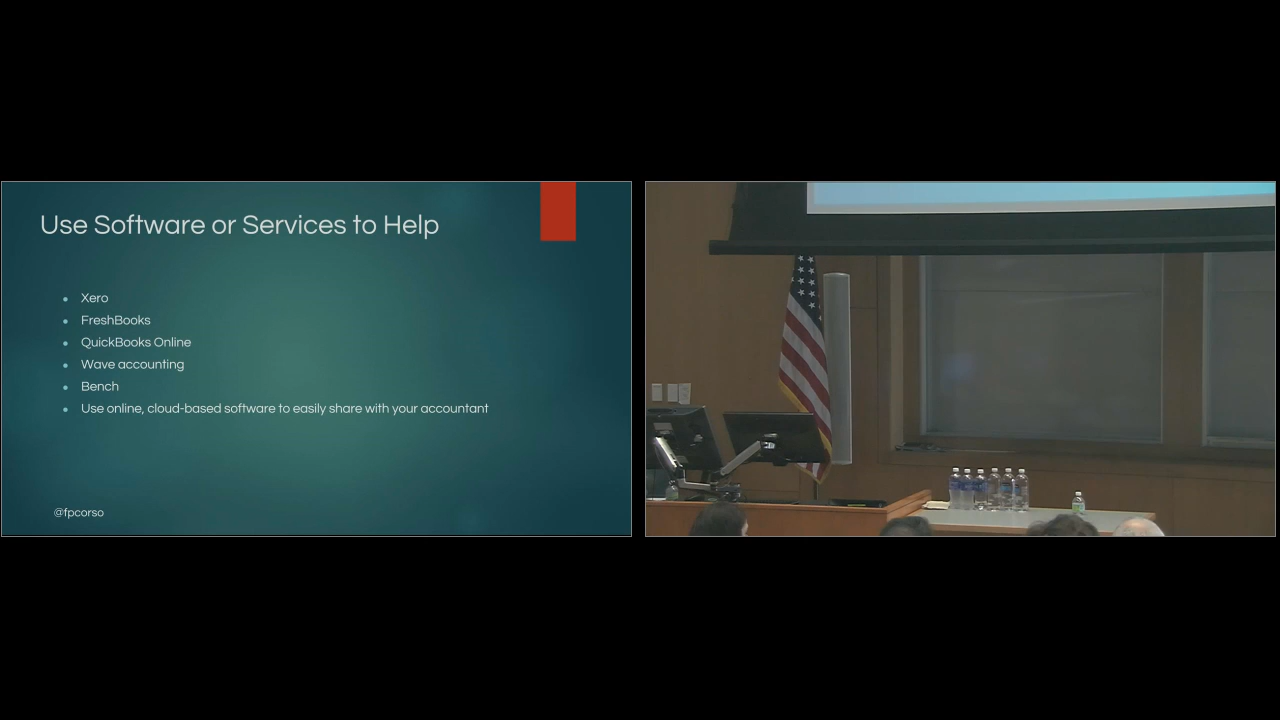 Use Software or Services to Help
Xero
FreshBooks
QuickBooks Online
Wave accounting
Bench
Use online, cloud-based software to easily share with your accountant
@fpcorso